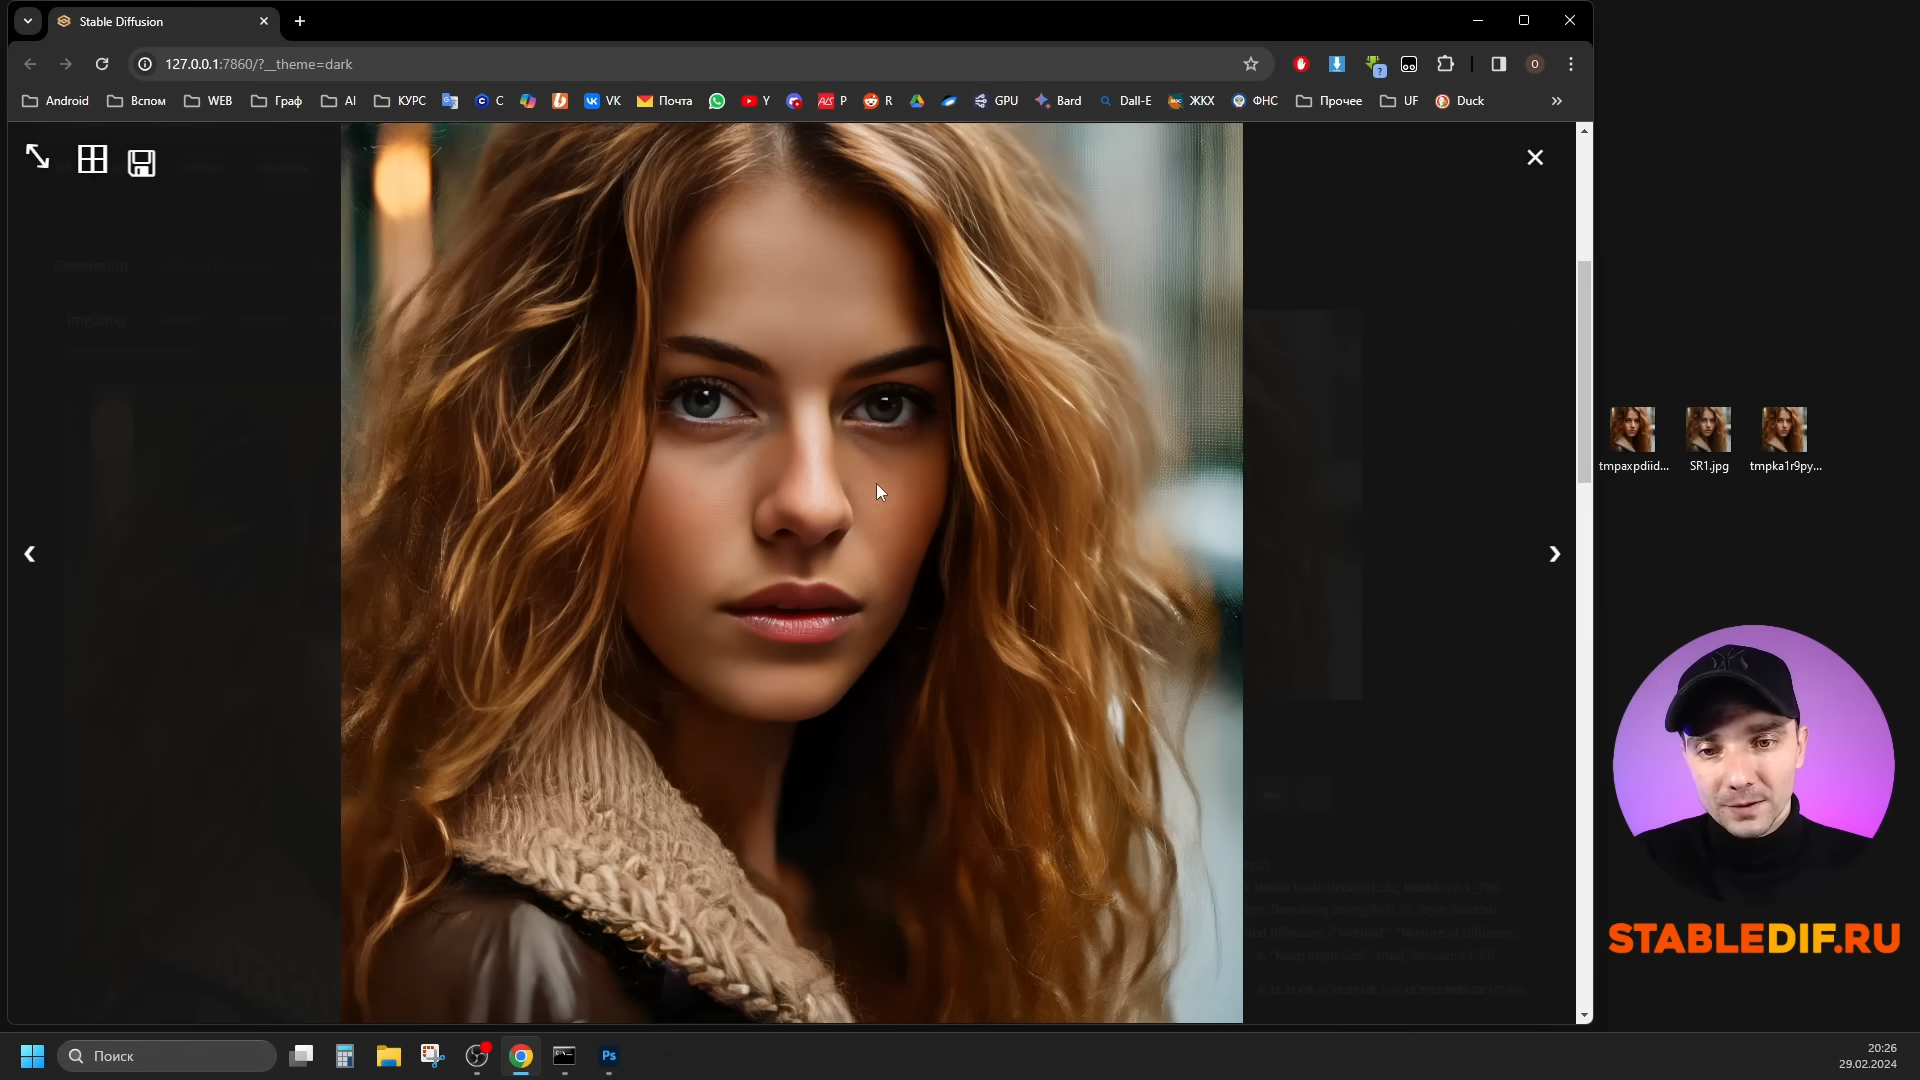 Stable Diffusion
127.0.0.1:7860/?__theme=dark
Android Вспом WEB Граф AI КУРС C VK Почта Y P R GPU Bard Dall-E ЖКХ ФНС Прочее UF Duck
tmpaxpdiid... SR1.jpg tmpka1r9py...
STABLEDIF.RU
Поиск
20:26
29.02.2024